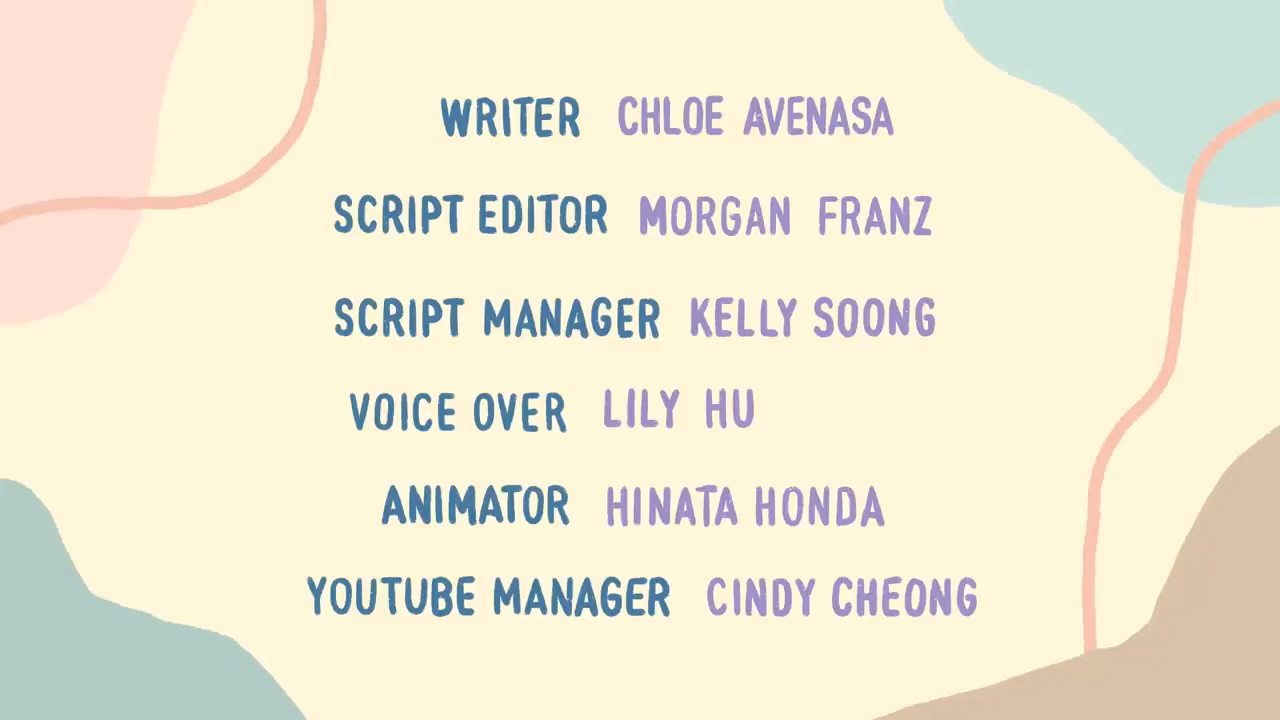 WRITER CHLOE AVENASA
SCRIPT EDITOR MORGAN FRANZ
SCRIPT MANAGER KELLY SOONG
VOICE OVER LILY HU
ANIMATOR HINATA HONDA
YOUTUBE MANAGER CINDY CHEONG